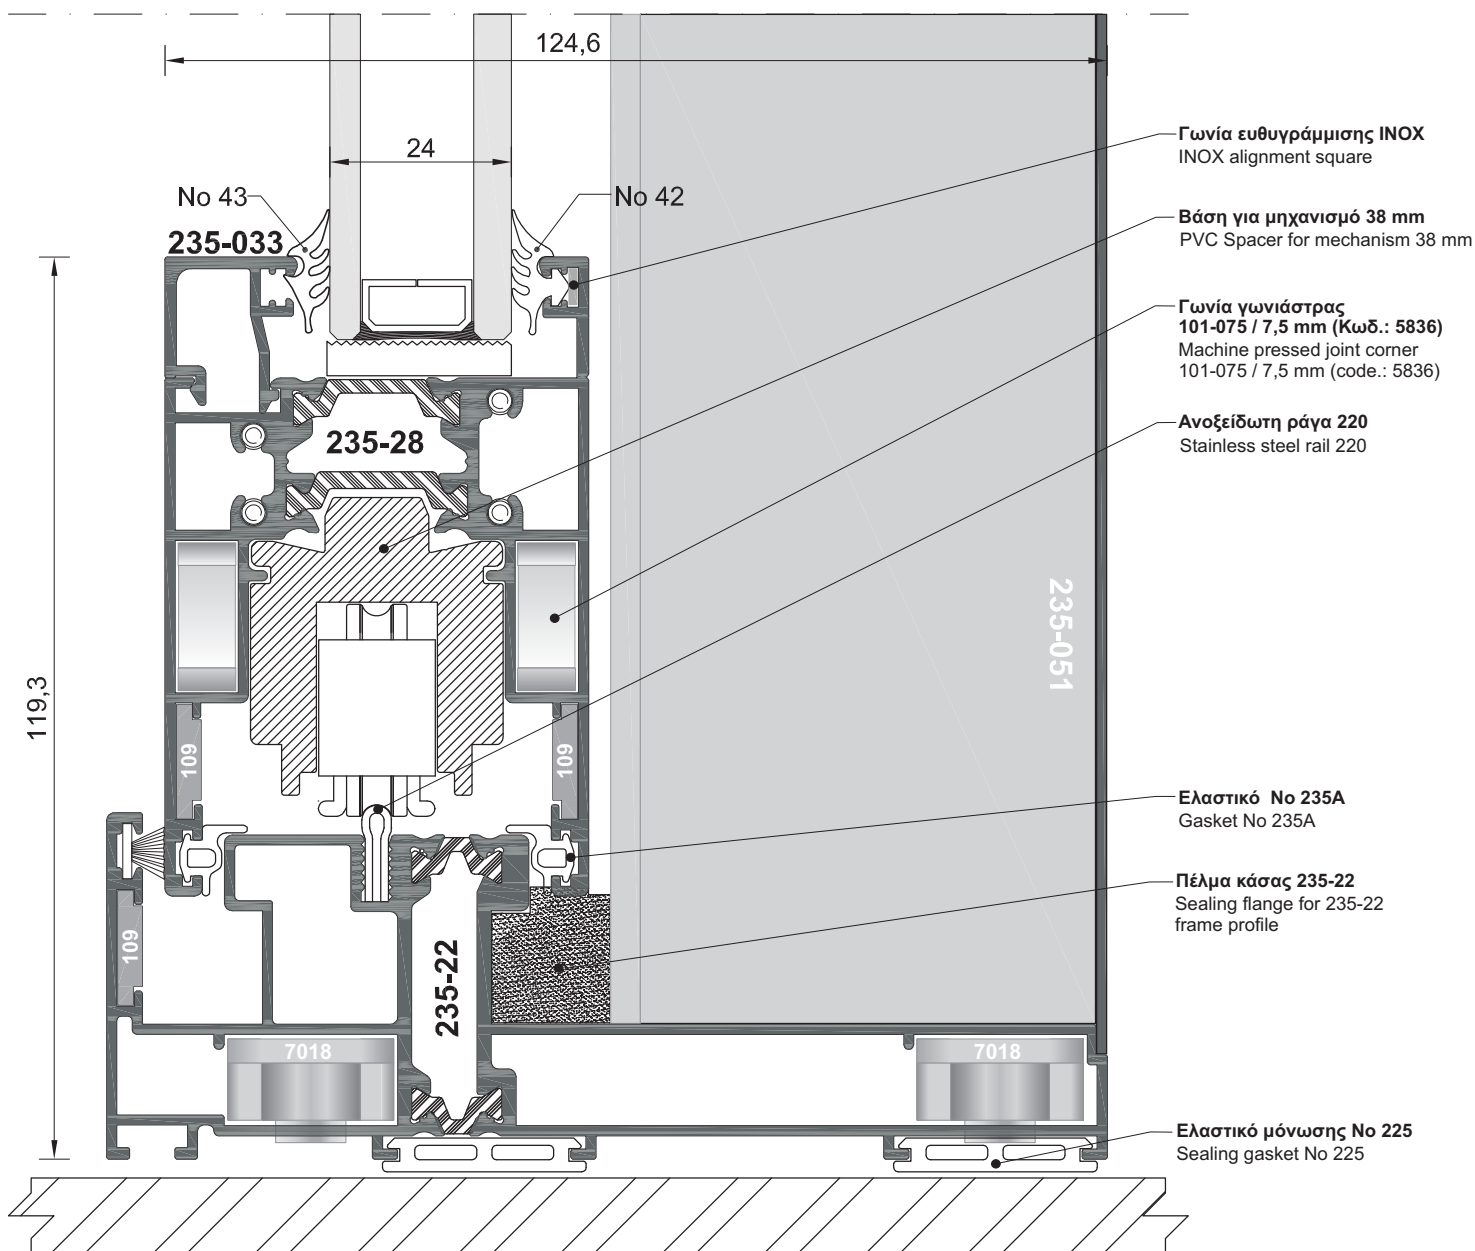 124,6
24
No 43
No 42
235-033
Γωνία ευθυγράμμισης INOX
INOX alignment square
Βάση για μηχανισμό 38 mm
PVC Spacer for mechanism 38 mm
Γωνία γωνιάστρας
101-075 / 7,5 mm (Κωδ.: 5836)
Machine pressed joint corner
101-075 / 7,5 mm (code.: 5836)
Ανοξείδωτη ράγα 220
Stainless steel rail 220
235-28
235-051
119,3
109
109
Ελαστικό No 235A
Gasket No 235A
Πέλμα κάσας 235-22
Sealing flange for 235-22
frame profile
109
235-22
7018
7018
Ελαστικό μόνωσης No 225
Sealing gasket No 225